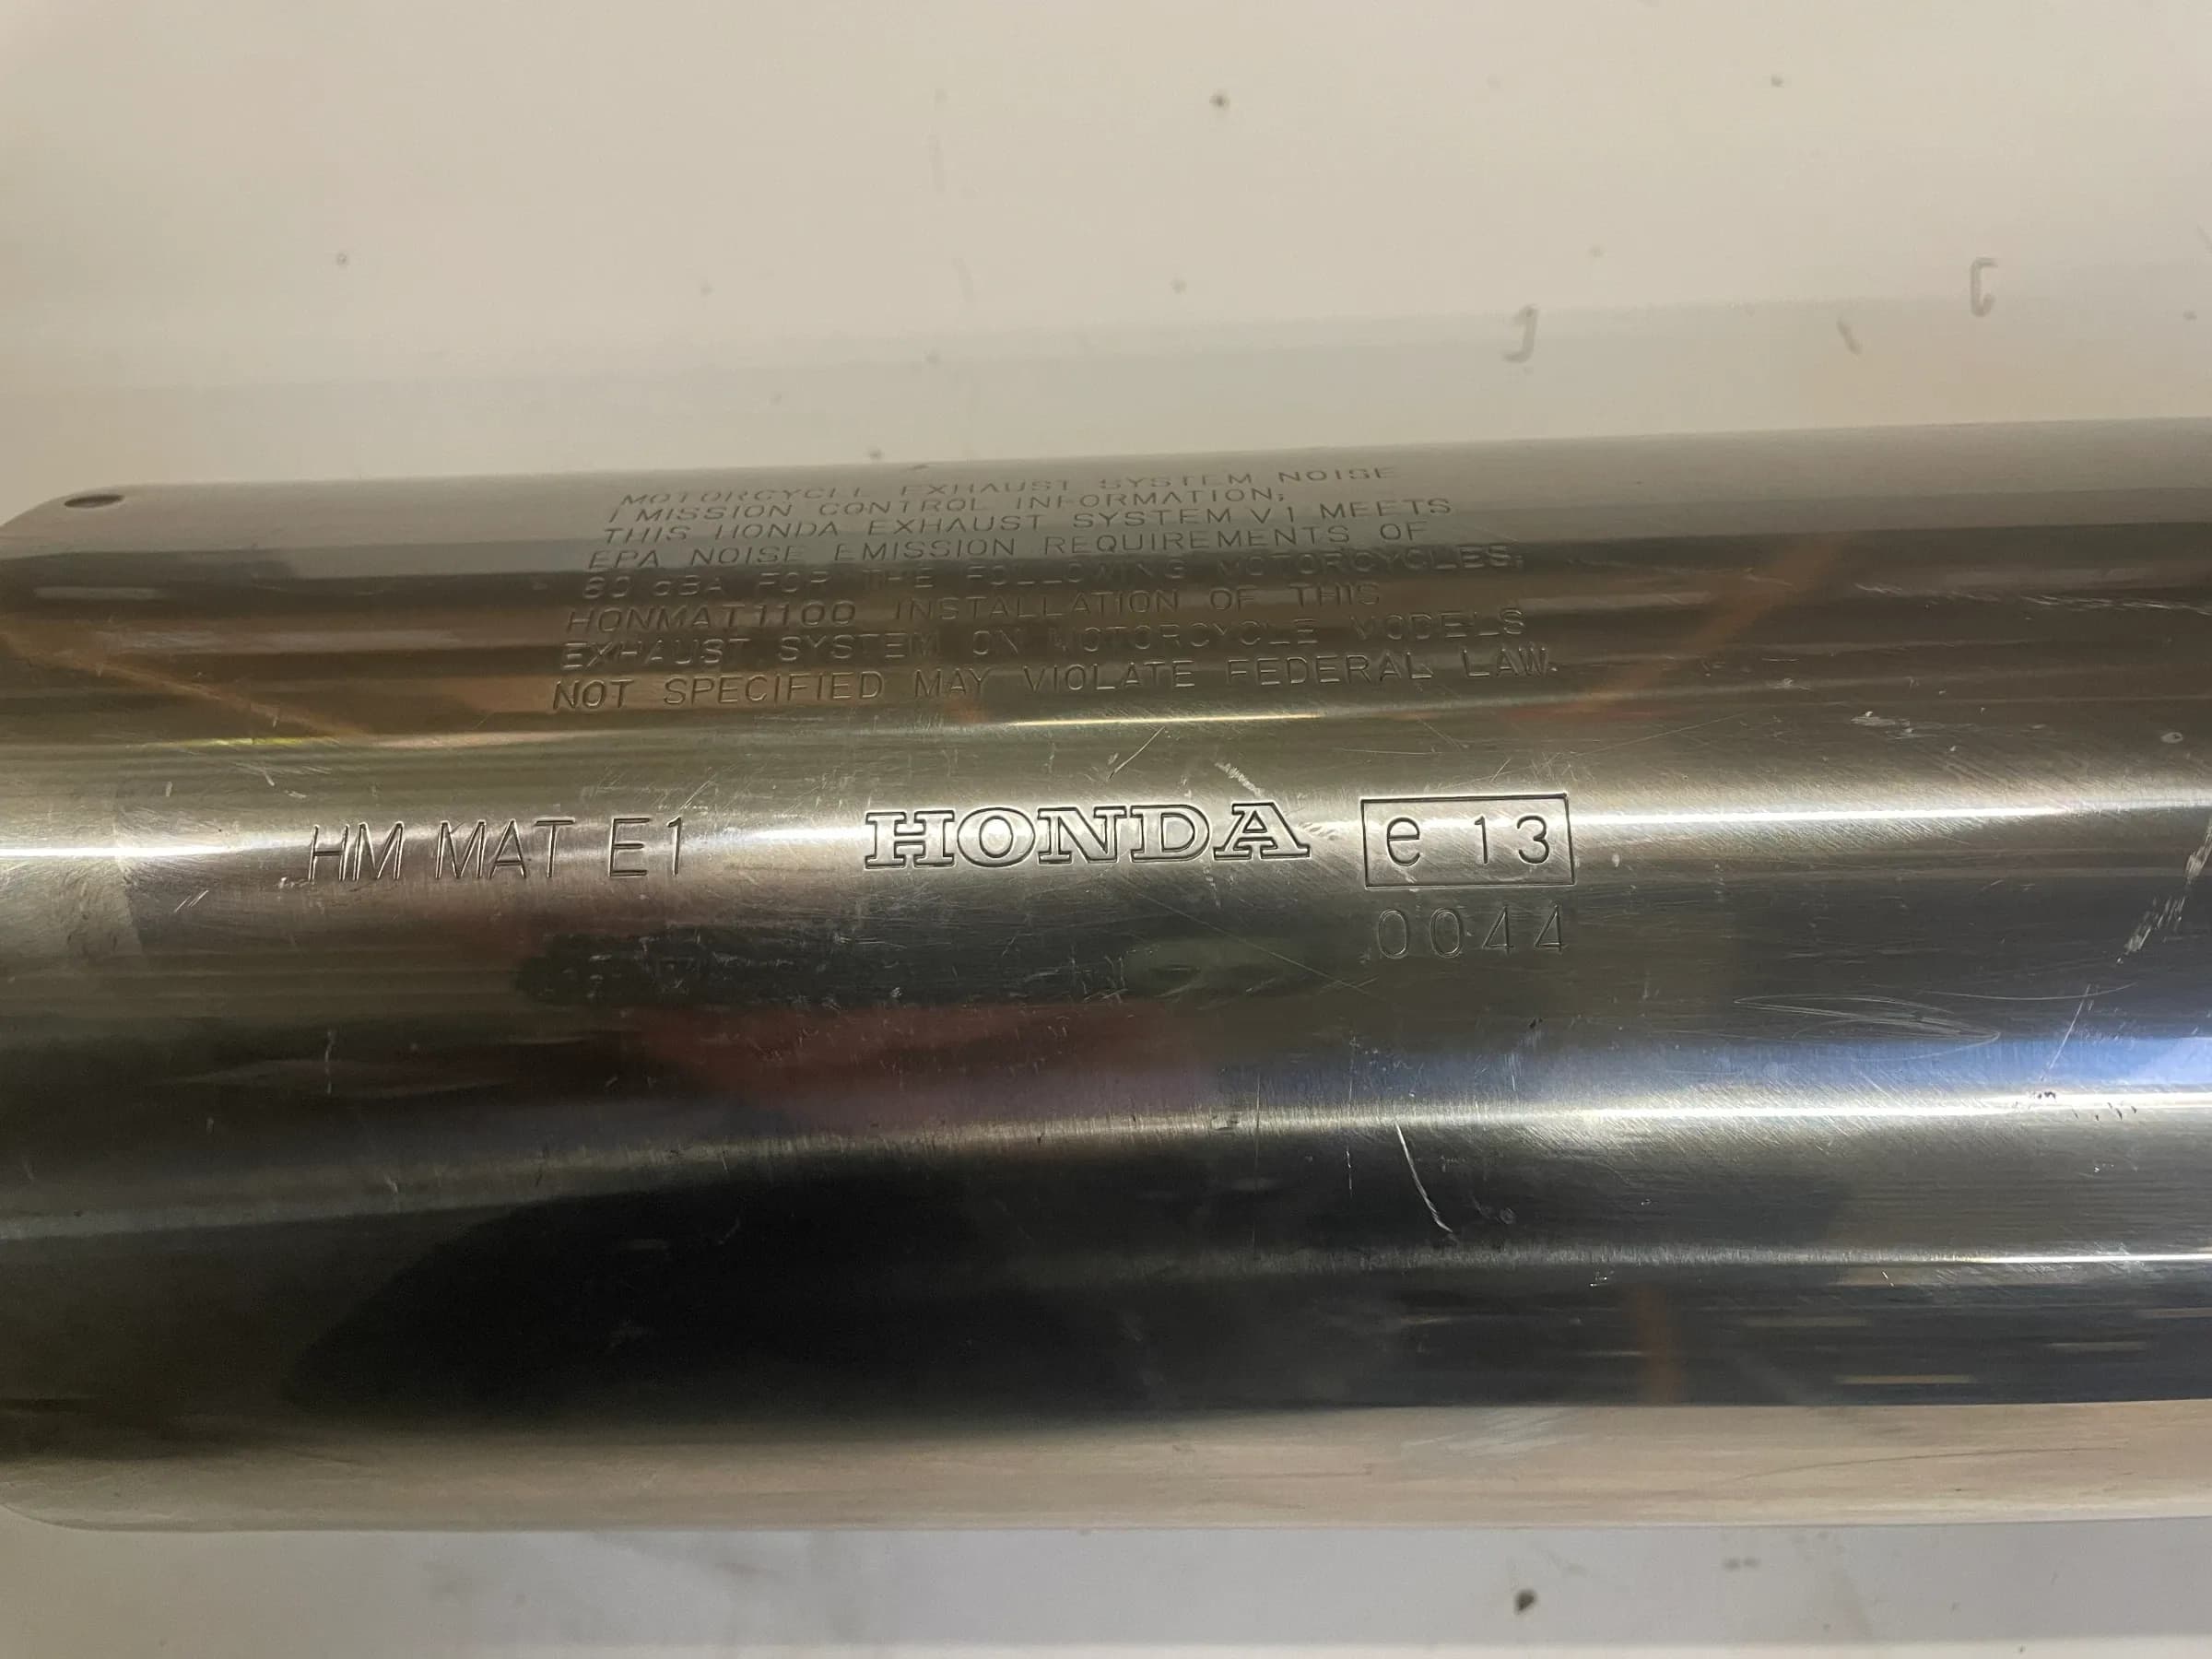 MOTORCYCLE EXHAUST SYSTEM NOISE
EMISSION CONTROL INFORMATION;
THIS HONDA EXHAUST SYSTEM V1 MEETS
EPA NOISE EMISSION REQUIREMENTS OF
80 dBA FOR THE FOLLOWING MOTORCYCLES;
HONMAT1100 INSTALLATION OF THIS
EXHAUST SYSTEM ON MOTORCYCLE MODELS
NOT SPECIFIED MAY VIOLATE FEDERAL LAW.
HM MAT E1 HONDA e 13
0044